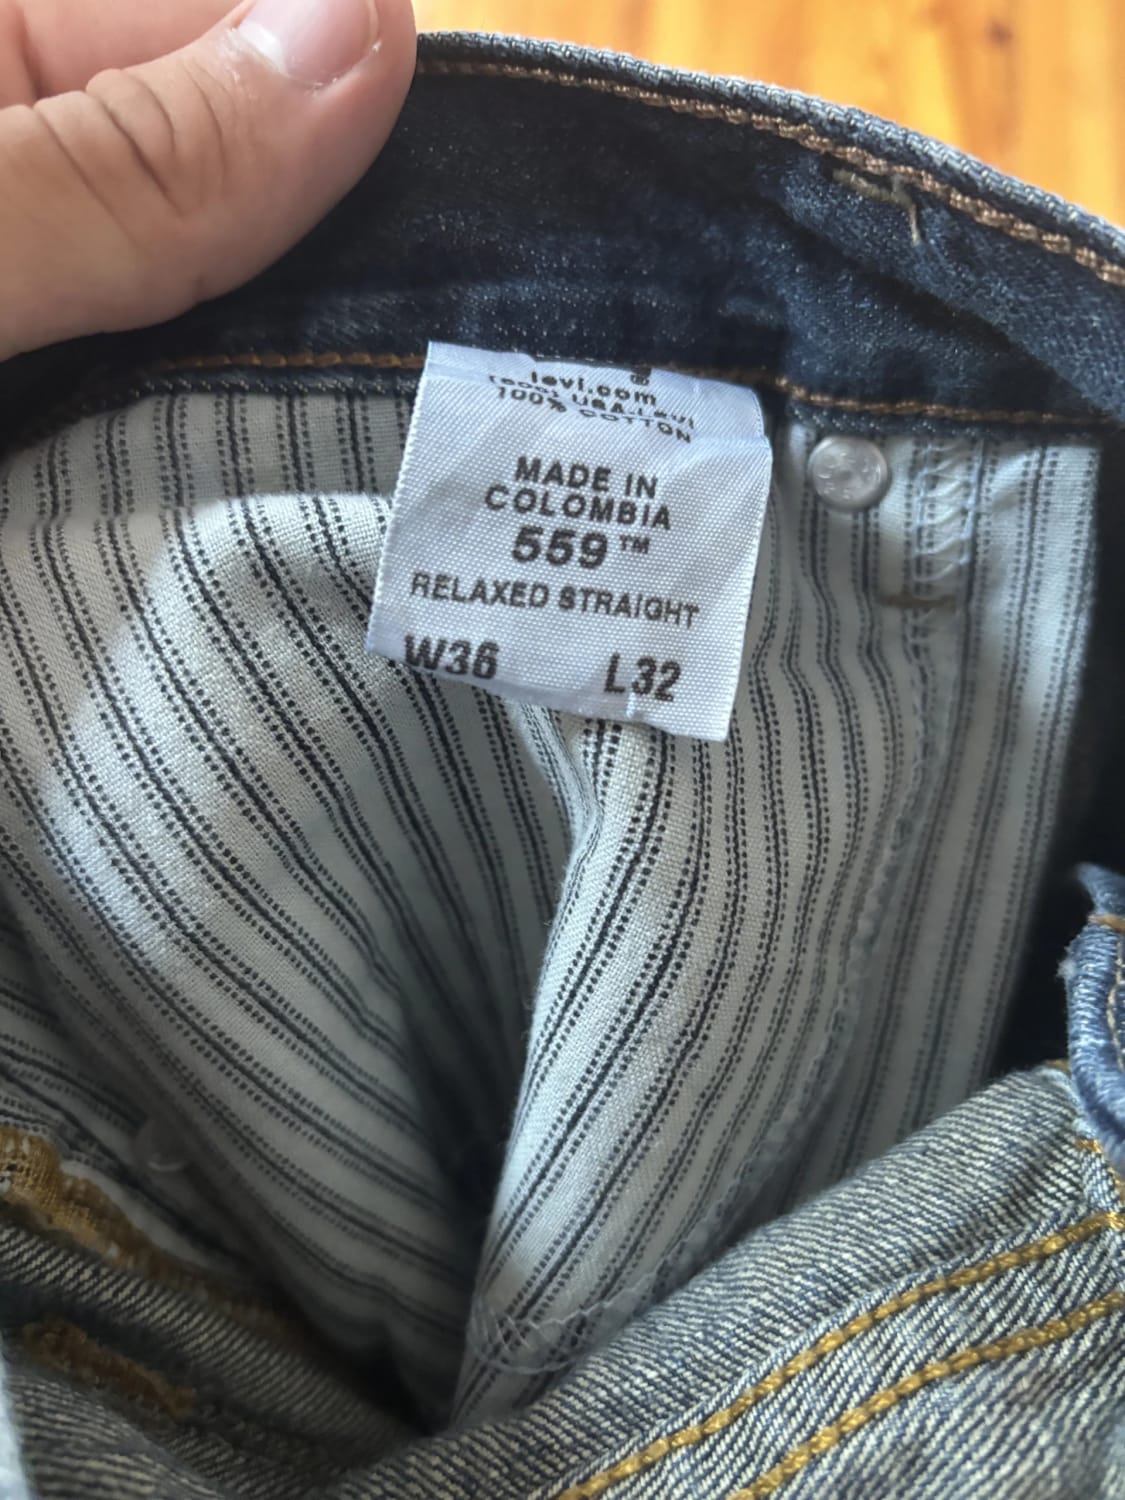 levi.com
100% COTTON
MADE IN
COLOMBIA
559™
RELAXED STRAIGHT
W36 L32